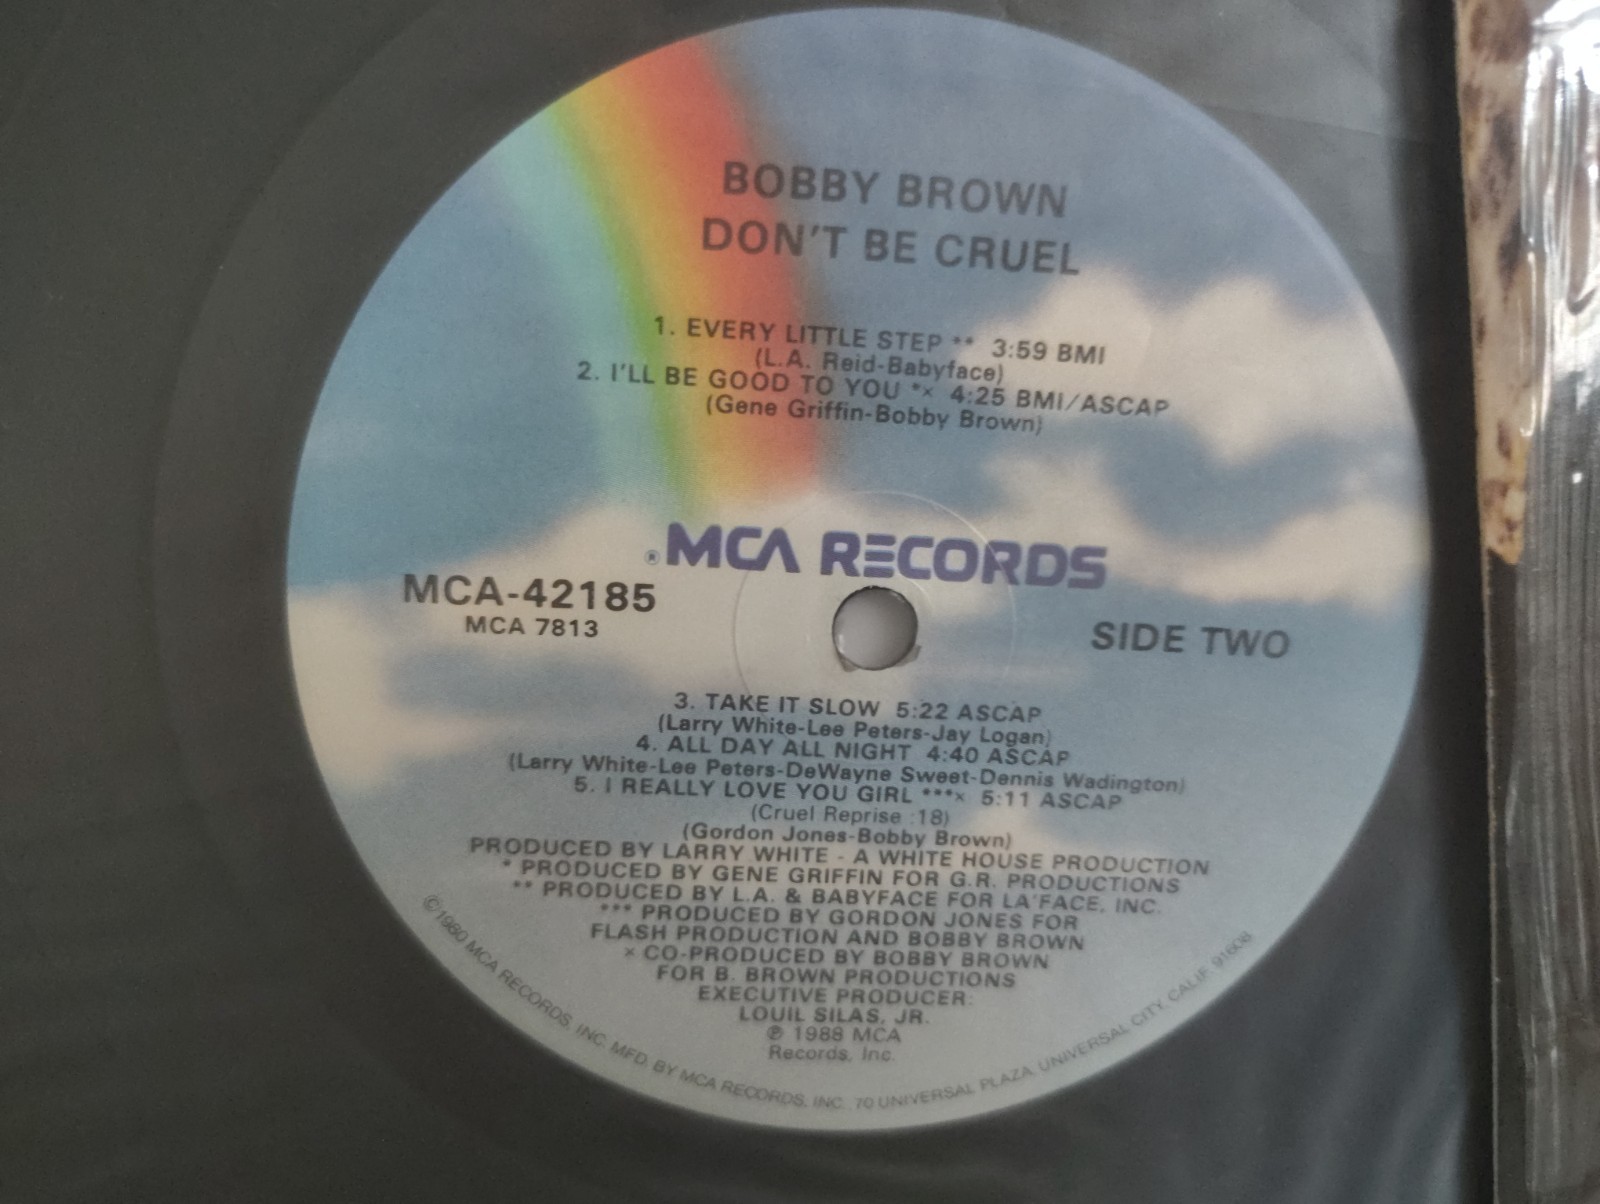 BOBBY BROWN
DON'T BE CRUEL
1. EVERY LITTLE STEP ** 3:59 BMI
(L.A. Reid-Babyface)
2. I'LL BE GOOD TO YOU *× 4:25 BMI/ASCAP
(Gene Griffin-Bobby Brown)
® MCA RECORDS
MCA-42185
MCA 7813
SIDE TWO
3. TAKE IT SLOW 5:22 ASCAP
(Larry White-Lee Peters-Jay Logan)
4. ALL DAY ALL NIGHT 4:40 ASCAP
(Larry White-Lee Peters-DeWayne Sweet-Dennis Wadington)
5. I REALLY LOVE YOU GIRL ***× 5:11 ASCAP
(Cruel Reprise :18)
(Gordon Jones-Bobby Brown)
PRODUCED BY LARRY WHITE - A WHITE HOUSE PRODUCTION
* PRODUCED BY GENE GRIFFIN FOR G.R. PRODUCTIONS
** PRODUCED BY L.A. & BABYFACE FOR LA'FACE, INC.
*** PRODUCED BY GORDON JONES FOR
FLASH PRODUCTION AND BOBBY BROWN
× CO-PRODUCED BY BOBBY BROWN
FOR B. BROWN PRODUCTIONS
EXECUTIVE PRODUCER:
LOUIL SILAS, JR.
℗ 1988 MCA
Records, Inc.
©1980 MCA RECORDS, INC. MFD. BY MCA RECORDS, INC. 70 UNIVERSAL PLAZA, UNIVERSAL CITY, CALIF. 91608